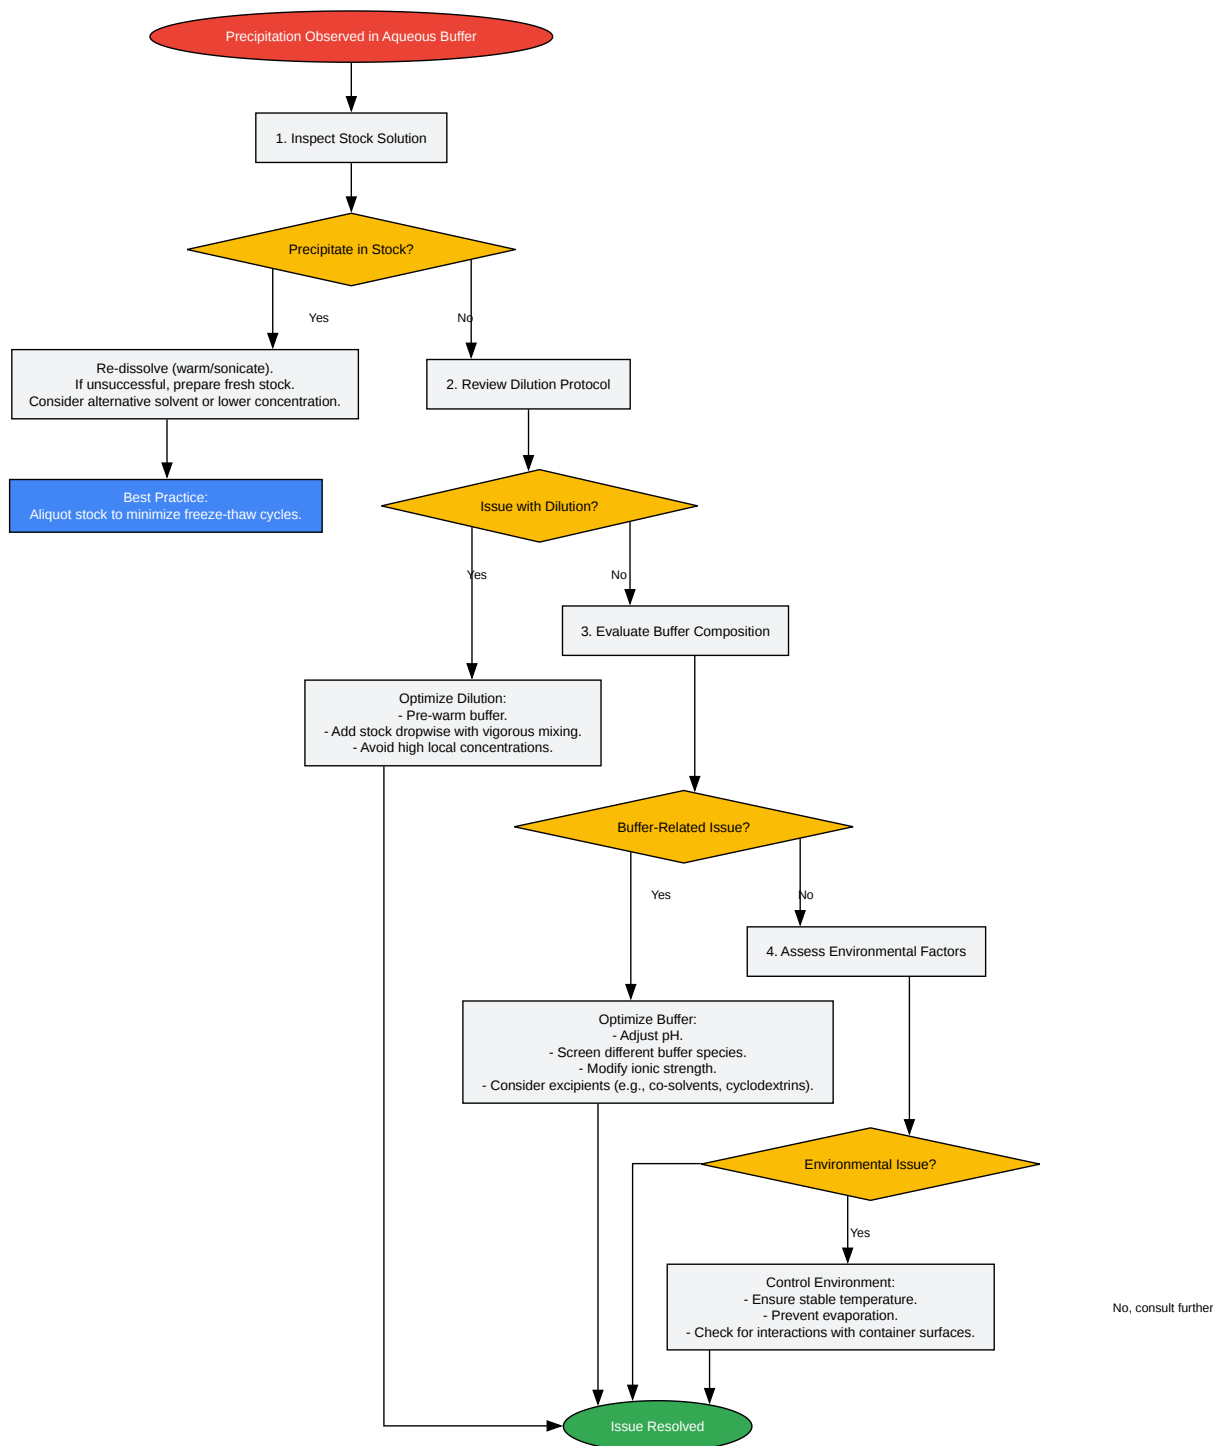 Precipitation Observed in Aqueous Buffer
1. Inspect Stock Solution
Precipitate in Stock?
Yes
No
Re-dissolve (warm/sonicate).
If unsuccessful, prepare fresh stock.
Consider alternative solvent or lower concentration.
2. Review Dilution Protocol
Best Practice:
Aliquot stock to minimize freeze-thaw cycles.
Issue with Dilution?
Yes
No
3. Evaluate Buffer Composition
Optimize Dilution:
- Pre-warm buffer.
- Add stock dropwise with vigorous mixing.
- Avoid high local concentrations.
Buffer-Related Issue?
Yes
No
4. Assess Environmental Factors
Optimize Buffer:
- Adjust pH.
- Screen different buffer species.
- Modify ionic strength.
- Consider excipients (e.g., co-solvents, cyclodextrins).
Environmental Issue?
Yes
Control Environment:
- Ensure stable temperature.
- Prevent evaporation.
- Check for interactions with container surfaces.
No, consult further
Issue Resolved